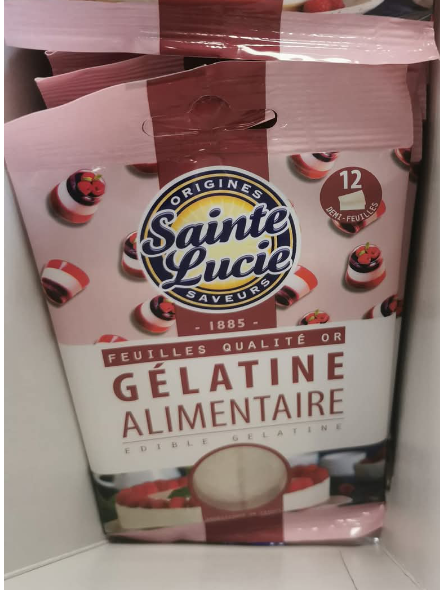 12
DEMI-FEUILLES
ORIGINES
Sainte
Lucie
SAVEURS
- 1885 -
FEUILLES QUALITÉ OR
GÉLATINE
ALIMENTAIRE
EDIBLE GELATINE